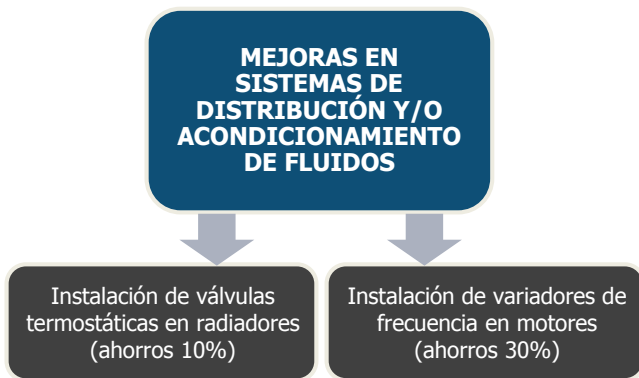 MEJORAS EN
SISTEMAS DE
DISTRIBUCIÓN Y/O
ACONDICIONAMIENTO
DE FLUIDOS
Instalación de válvulas
termostáticas en radiadores
(ahorros 10%)
Instalación de variadores de
frecuencia en motores
(ahorros 30%)